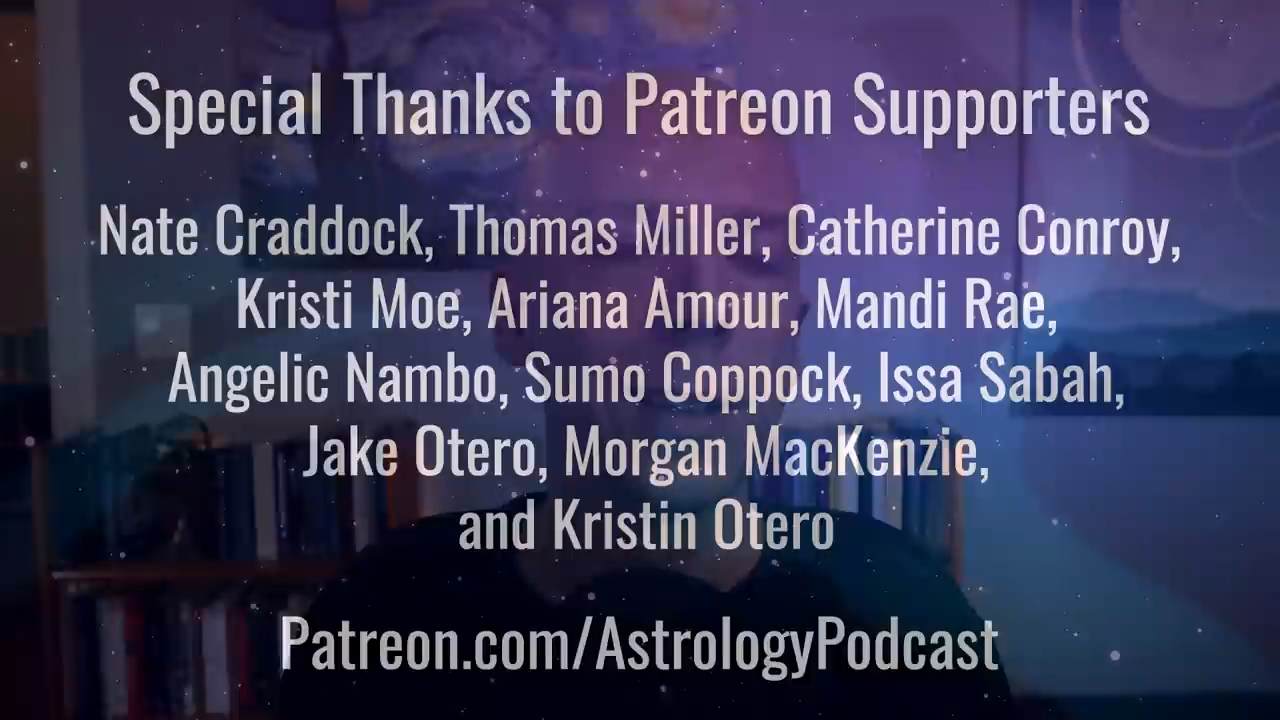 Special Thanks to Patreon Supporters
Nate Craddock, Thomas Miller, Catherine Conroy,
Kristi Moe, Ariana Amour, Mandi Rae,
Angelic Nambo, Sumo Coppock, Issa Sabah,
Jake Otero, Morgan MacKenzie,
and Kristin Otero
Patreon.com/AstrologyPodcast